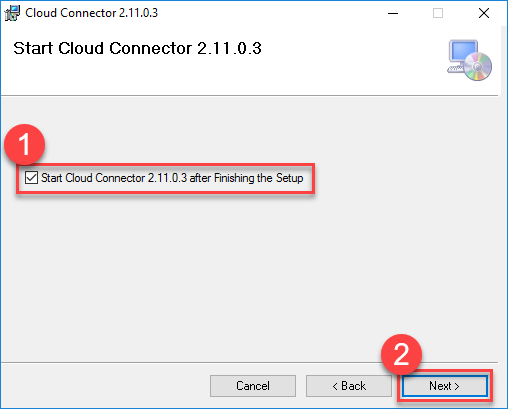 Cloud Connector 2.11.0.3
Start Cloud Connector 2.11.0.3
1
Start Cloud Connector 2.11.0.3 after Finishing the Setup
2
Cancel
< Back
Next >